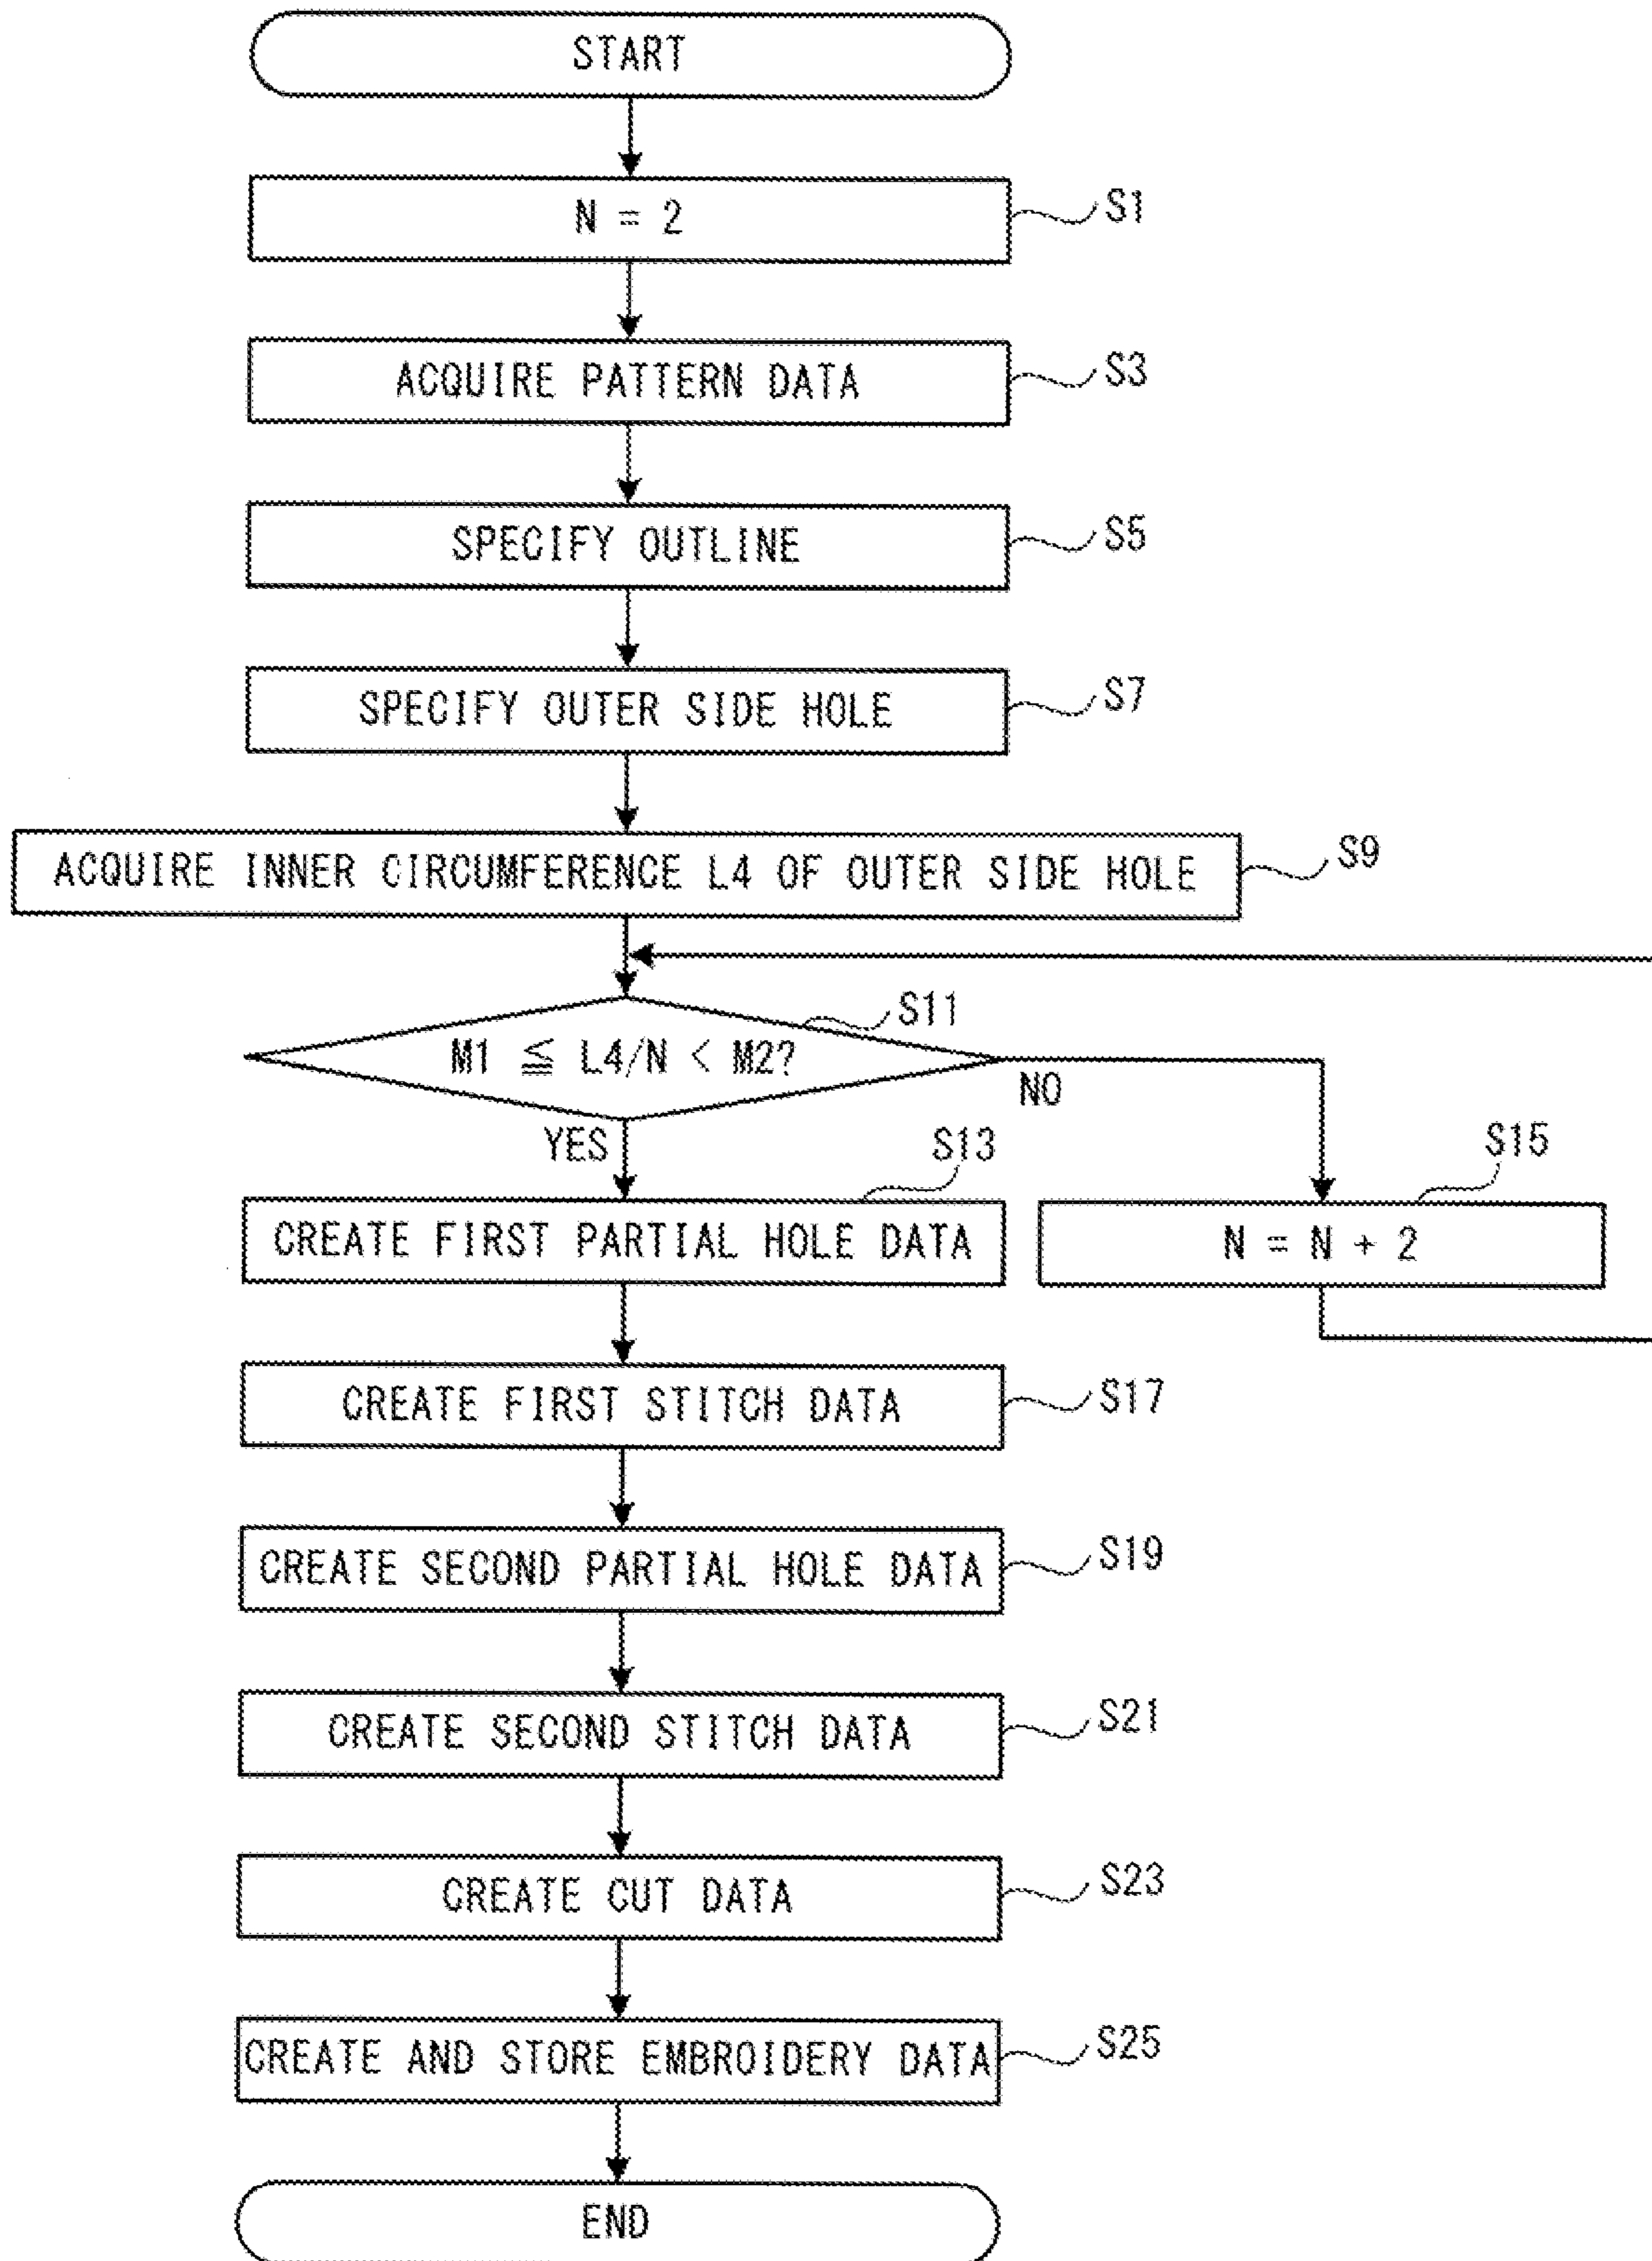 START
N = 2
S1
ACQUIRE PATTERN DATA
S3
SPECIFY OUTLINE
S5
SPECIFY OUTER SIDE HOLE
S7
ACQUIRE INNER CIRCUMFERENCE L4 OF OUTER SIDE HOLE
S9
S11
M1 ≦ L4/N < M2?
NO
YES
S13
CREATE FIRST PARTIAL HOLE DATA
S15
N = N + 2
CREATE FIRST STITCH DATA
S17
CREATE SECOND PARTIAL HOLE DATA
S19
CREATE SECOND STITCH DATA
S21
CREATE CUT DATA
S23
CREATE AND STORE EMBROIDERY DATA
S25
END